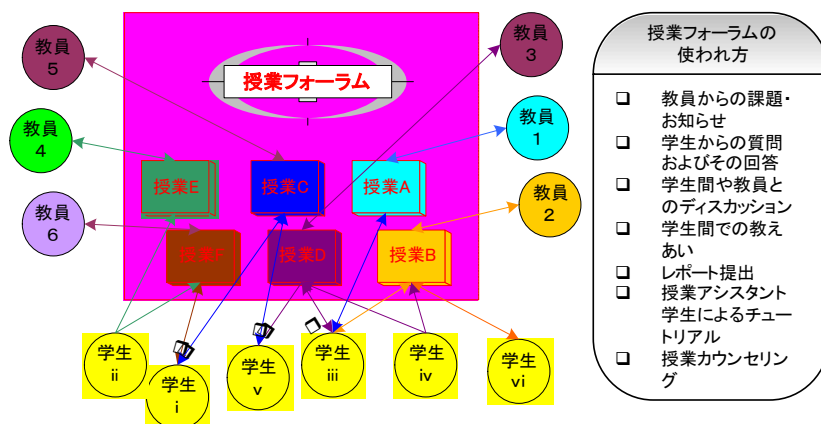 教員
5
教員
3
授業フォーラム
教員
4
教員
1
授業E
授業C
授業A
教員
6
教員
2
授業F
授業D
授業B
学生
ii
学生
i
学生
v
学生
iii
学生
iv
学生
vi
授業フォーラムの
使われ方
❑ 教員からの課題・
お知らせ
❑ 学生からの質問
およびその回答
❑ 学生間や教員と
のディスカッション
❑ 学生間での教え
あい
❑ レポート提出
❑ 授業アシスタント
学生によるチュー
トリアル
❑ 授業カウンセリン
グ